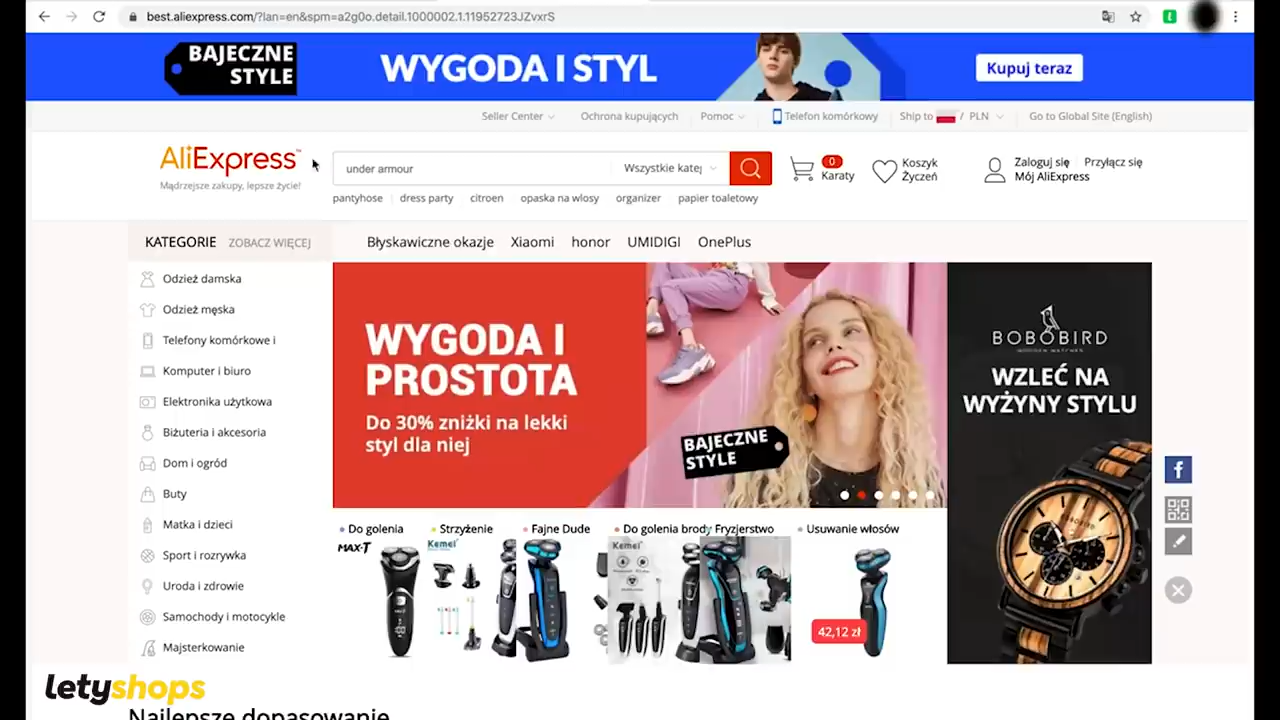 best.aliexpress.com/?lan=en&spm=a2g0o.detail.1000002.1.11952723JZvxrS
BAJECZNE
STYLE
WYGODA I STYL
Kupuj teraz
Seller Center
Ochrona kupujących
Pomoc
Telefon komórkowy
Ship to / PLN
Go to Global Site (English)
AliExpress™
Mądrzejsze zakupy, lepsze życie!
under armour
Wszystkie kateg
0
Karaty
Koszyk
Życzeń
Zaloguj się Przyłącz się
Mój AliExpress
pantyhose
dress party
citroen
opaska na wlosy
organizer
papier toaletowy
KATEGORIE ZOBACZ WIĘCEJ
Błyskawiczne okazje
Xiaomi
honor
UMIDIGI
OnePlus
Odzież damska
Odzież męska
Telefony komórkowe i
Komputer i biuro
Elektronika użytkowa
Biżuteria i akcesoria
Dom i ogród
Buty
Matka i dzieci
Sport i rozrywka
Uroda i zdrowie
Samochody i motocykle
Majsterkowanie
WYGODA I
PROSTOTA
Do 30% zniżki na lekki
styl dla niej
BAJECZNE
STYLE
BOBOBIRD
WOODEN WATCHES
WZLEĆ NA
WYŻYNY STYLU
Do golenia
Strzyżenie
Fajne Dude
Do golenia brody Fryzjerstwo
Usuwanie włosów
MAX-T
Kemei
Kemei
42,12 zł
letyshops
Najlepsze dopasowanie